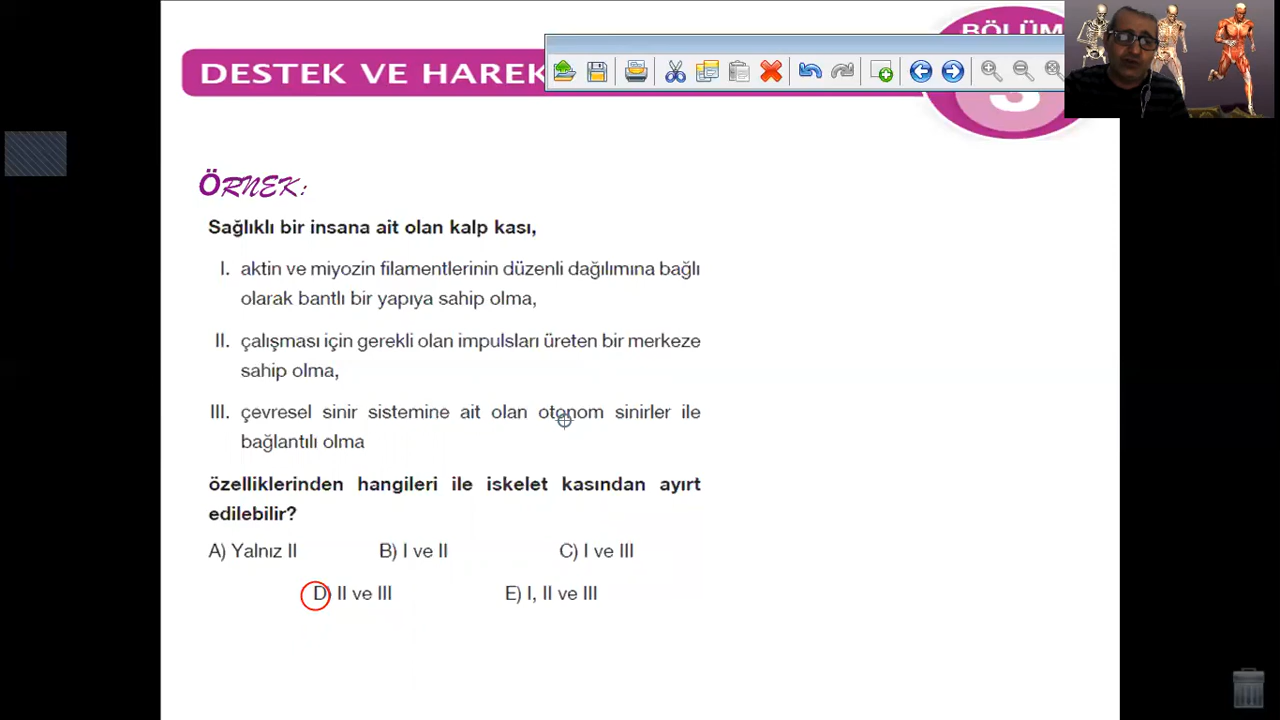 BÖLÜM
DESTEK VE HAREK
3
ÖRNEK:
Sağlıklı bir insana ait olan kalp kası,
I. aktin ve miyozin filamentlerinin düzenli dağılımına bağlı
olarak bantlı bir yapıya sahip olma,
II. çalışması için gerekli olan impulsları üreten bir merkeze
sahip olma,
III. çevresel sinir sistemine ait olan otonom sinirler ile
bağlantılı olma
özelliklerinden hangileri ile iskelet kasından ayırt
edilebilir?
A) Yalnız II B) I ve II C) I ve III
D) II ve III E) I, II ve III